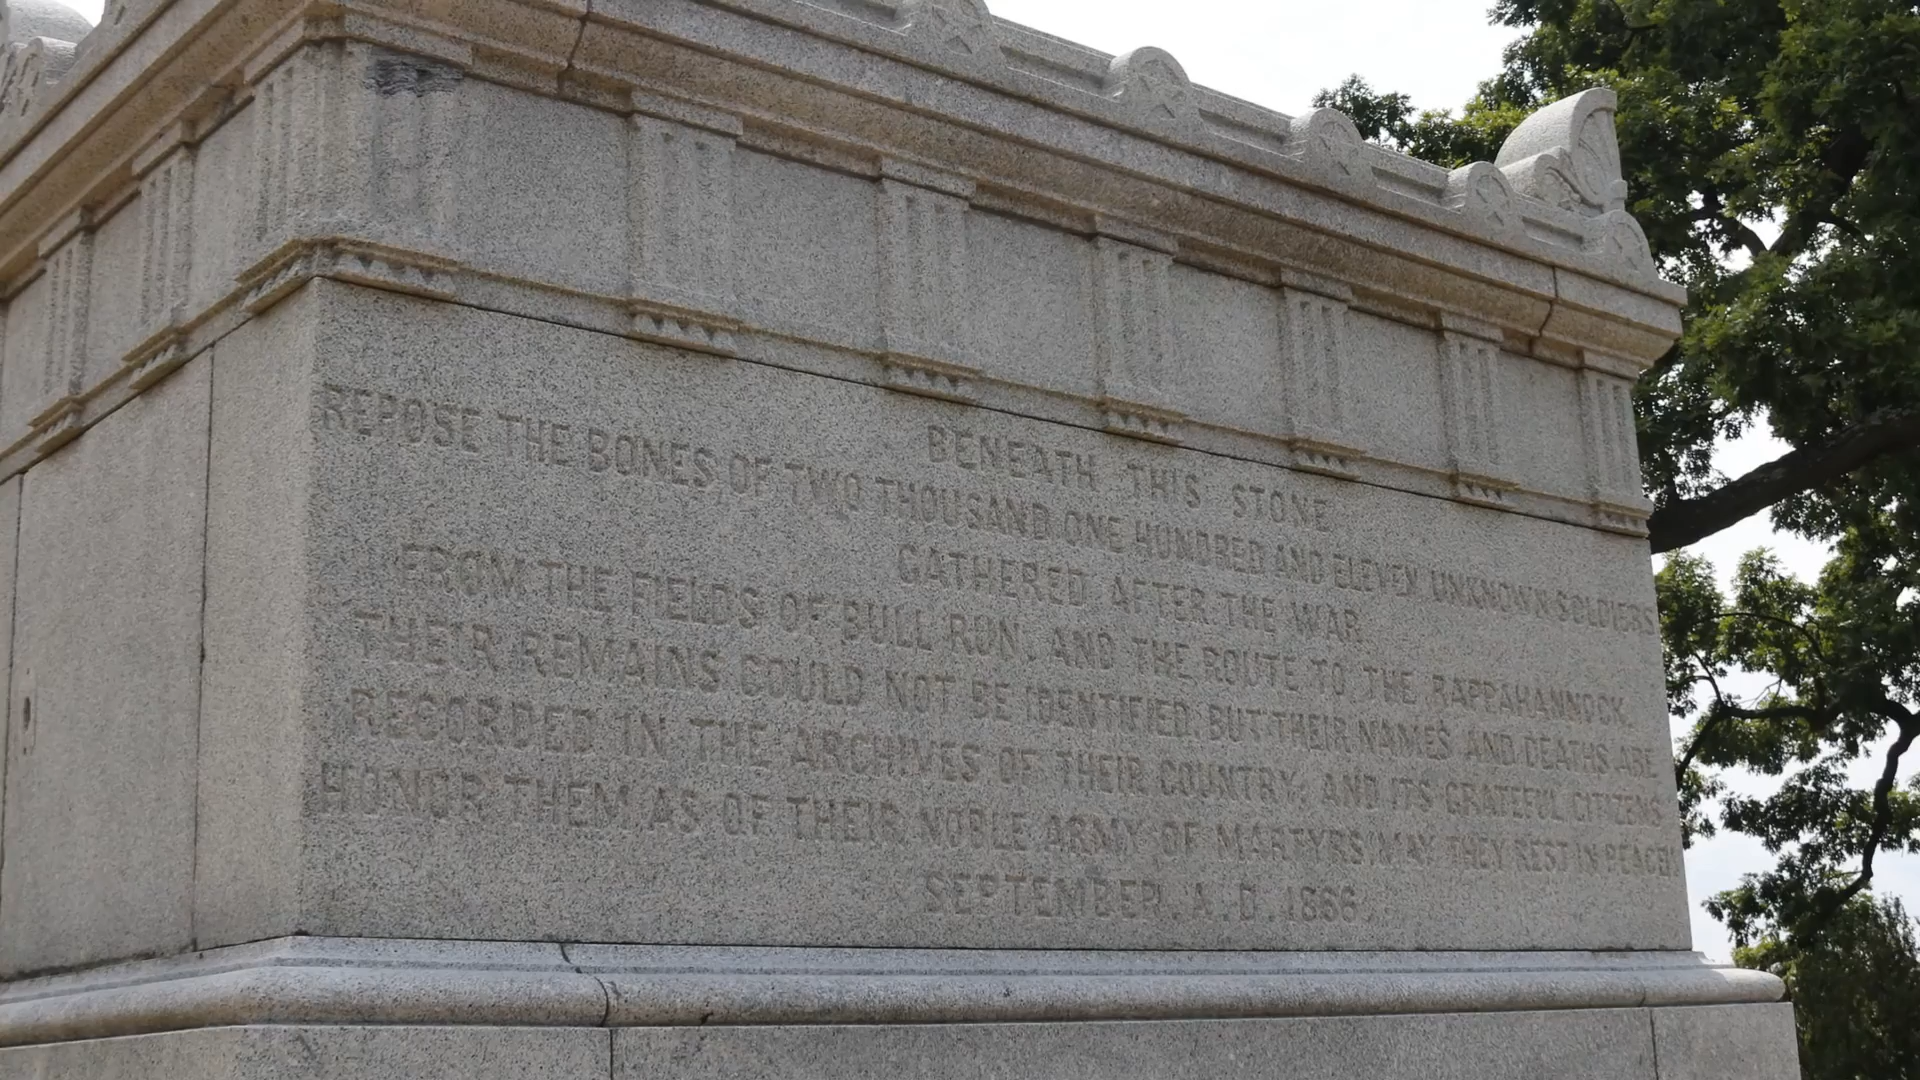 BENEATH THIS STONE
REPOSE THE BONES OF TWO THOUSAND ONE HUNDRED AND ELEVEN UNKNOWN SOLDIERS
GATHERED AFTER THE WAR
FROM THE FIELDS OF BULL RUN, AND THE ROUTE TO THE RAPPAHANNOCK.
THEIR REMAINS COULD NOT BE IDENTIFIED. BUT THEIR NAMES AND DEATHS ARE
RECORDED IN THE ARCHIVES OF THEIR COUNTRY; AND ITS GRATEFUL CITIZENS
HONOR THEM AS OF THEIR NOBLE ARMY OF MARTYRS. MAY THEY REST IN PEACE!
SEPTEMBER. A. D. 1866.